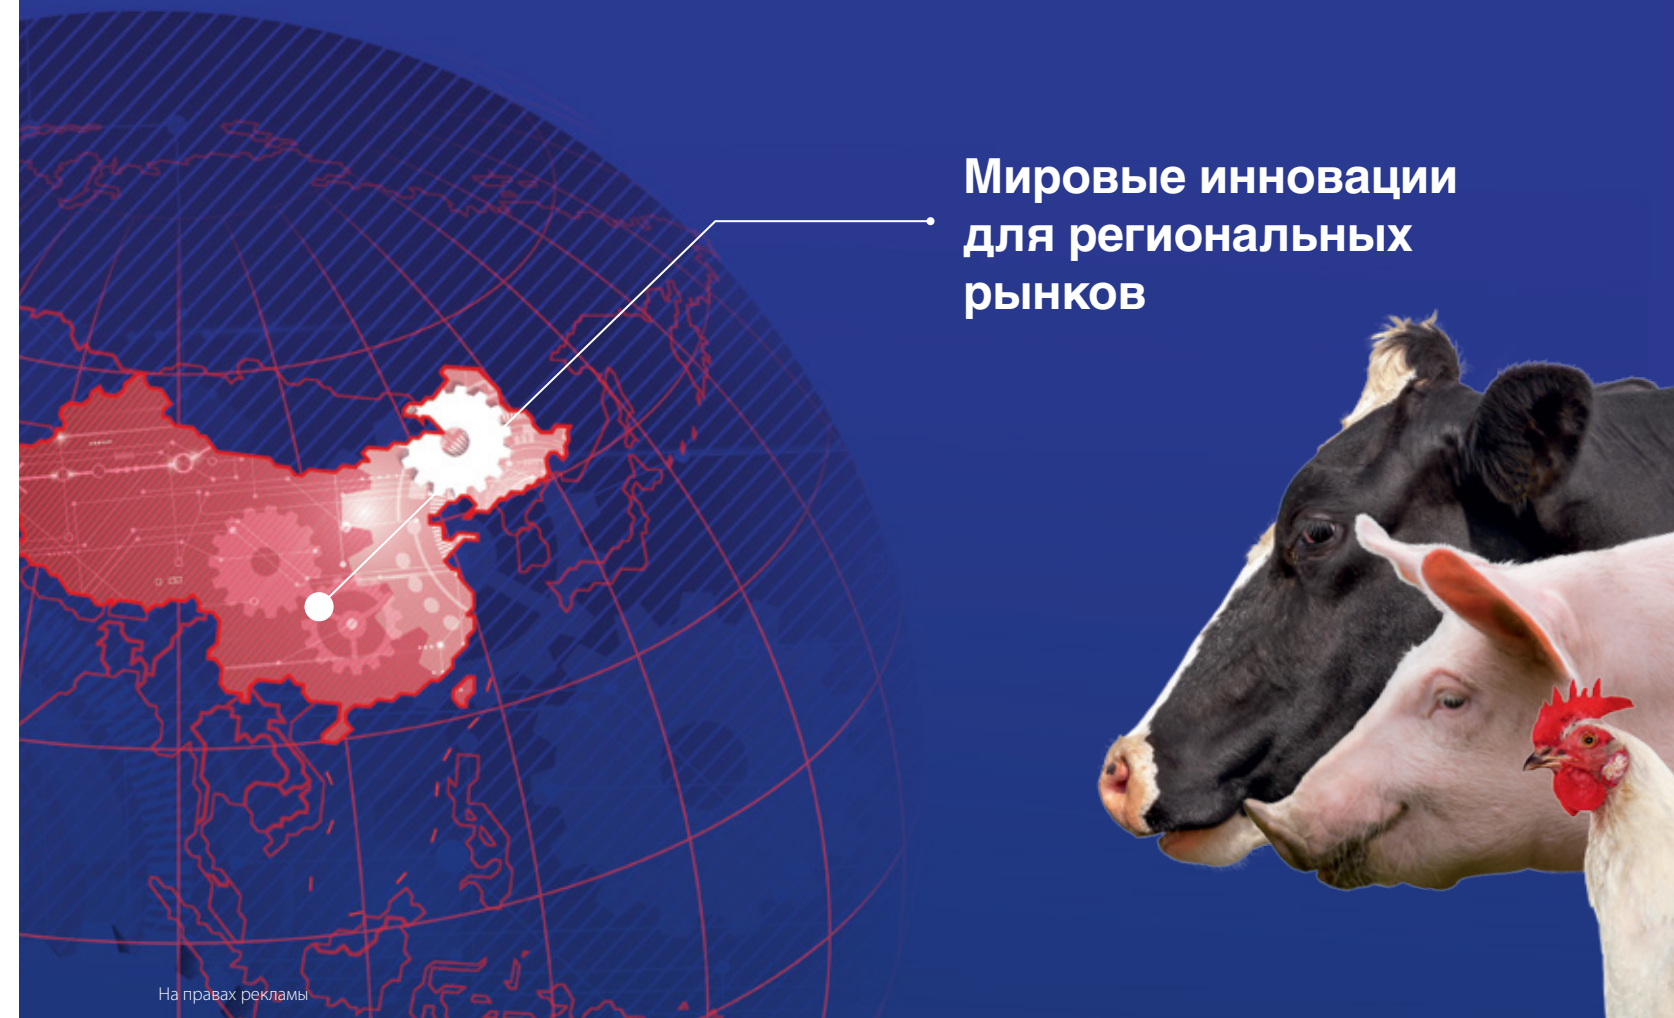 Мировые инновации
для региональных
рынков
На правах рекламы